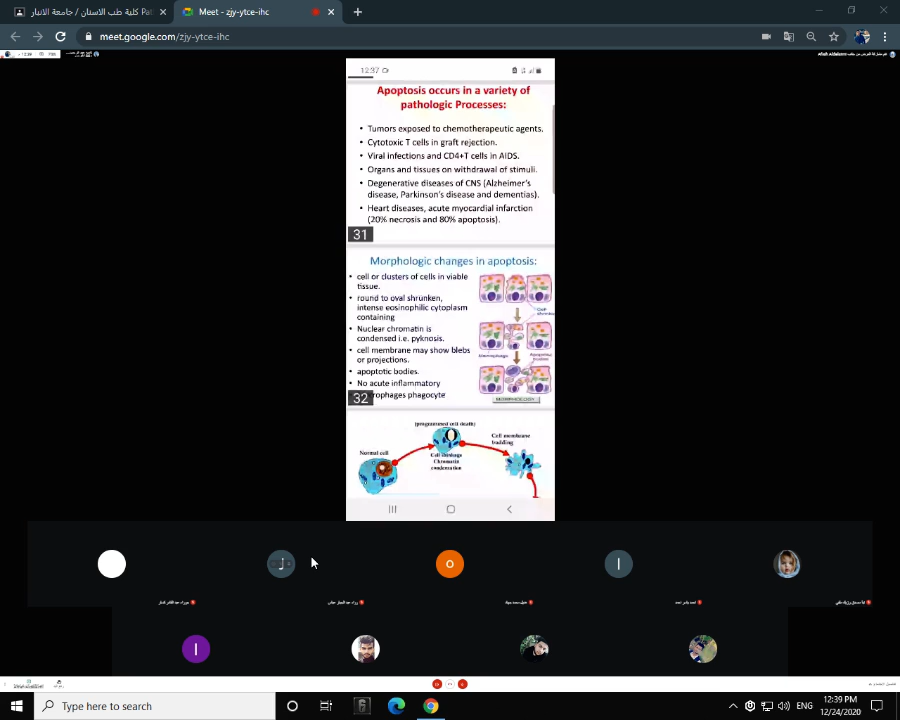 كلية طب الاسنان / جامعة الانبار Pat
Meet - zjy-ytce-ihc
meet.google.com/zjy-ytce-ihc
12:37
Apoptosis occurs in a variety of
pathologic Processes:
• Tumors exposed to chemotherapeutic agents.
• Cytotoxic T cells in graft rejection.
• Viral infections and CD4+T cells in AIDS.
• Organs and tissues on withdrawal of stimuli.
• Degenerative diseases of CNS (Alzheimer's
disease, Parkinson's disease and dementias).
• Heart diseases, acute myocardial infarction
(20% necrosis and 80% apoptosis).
31
Morphologic changes in apoptosis:
• cell or clusters of cells in viable
tissue.
• round to oval shrunken,
intense eosinophilic cytoplasm
containing
• Nuclear chromatin is
condensed i.e. pyknosis.
• cell membrane may show blebs
or projections.
• apoptotic bodies.
• No acute inflammatory
rophages phagocyte
32
Cell
Macrophage
Apoptotic
bodies
MORPHOLOGY
(programmed cell death)
Normal cell
Cell shrinkage
Chromatin
condensation
Cell membrane
budding
J
o
I
I
Type here to search
ENG
12:39 PM
12/24/2020